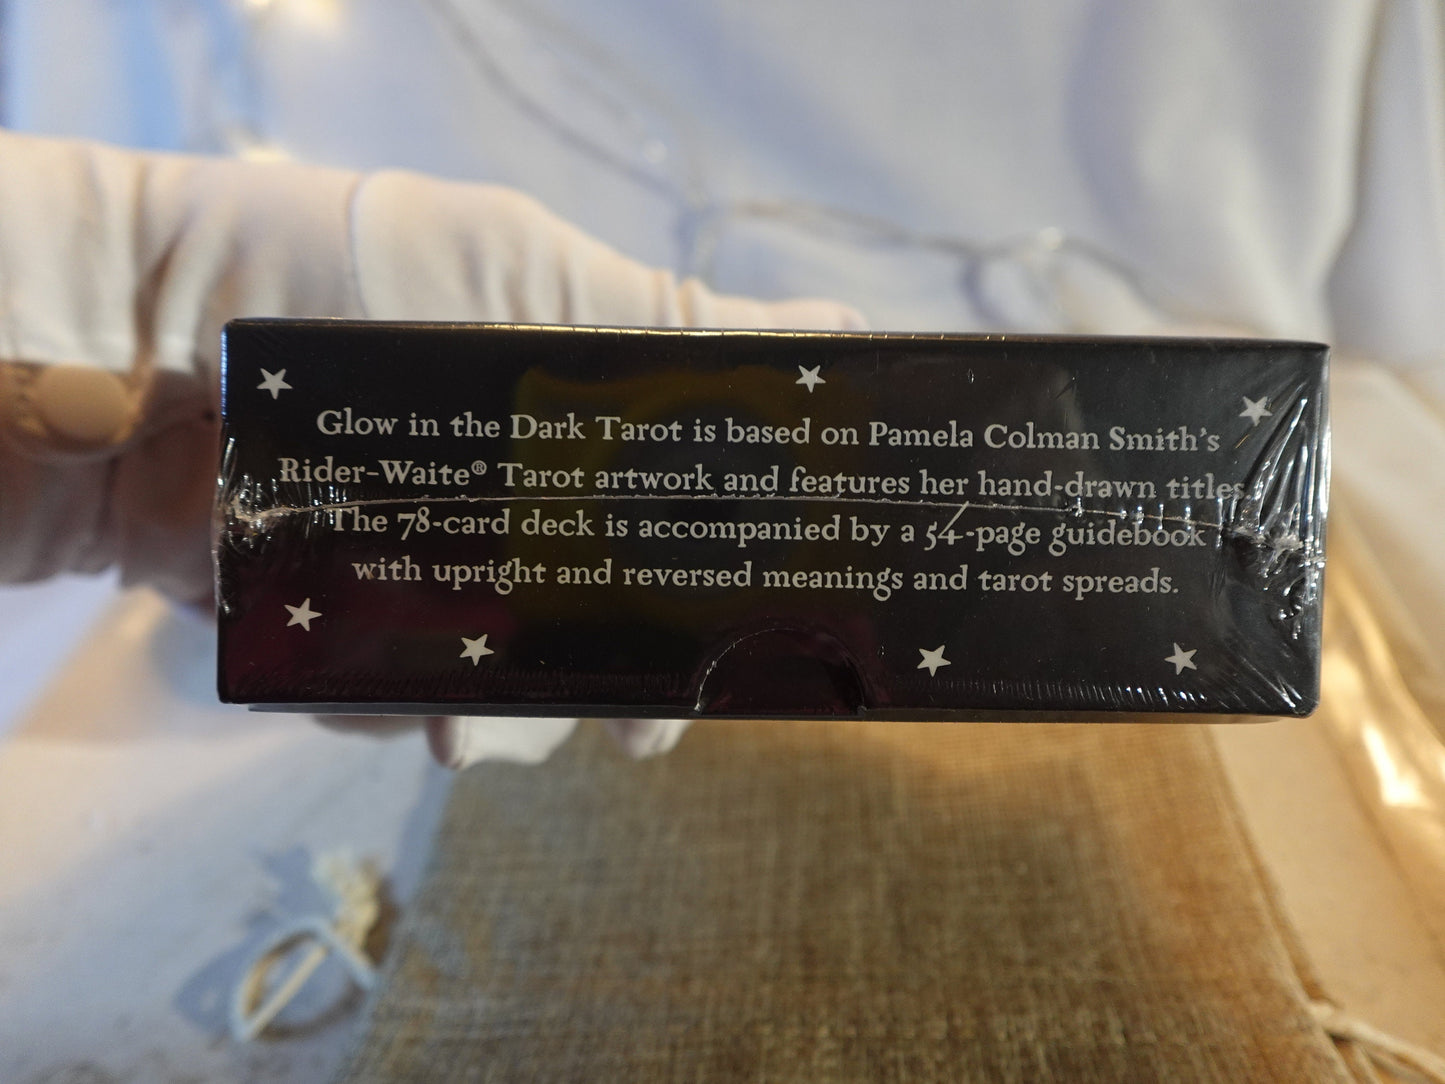 Glow in the Dark Tarot is based on Pamela Colman Smith's
Rider-Waite® Tarot artwork and features her hand-drawn titles.
The 78-card deck is accompanied by a 54-page guidebook
with upright and reversed meanings and tarot spreads.